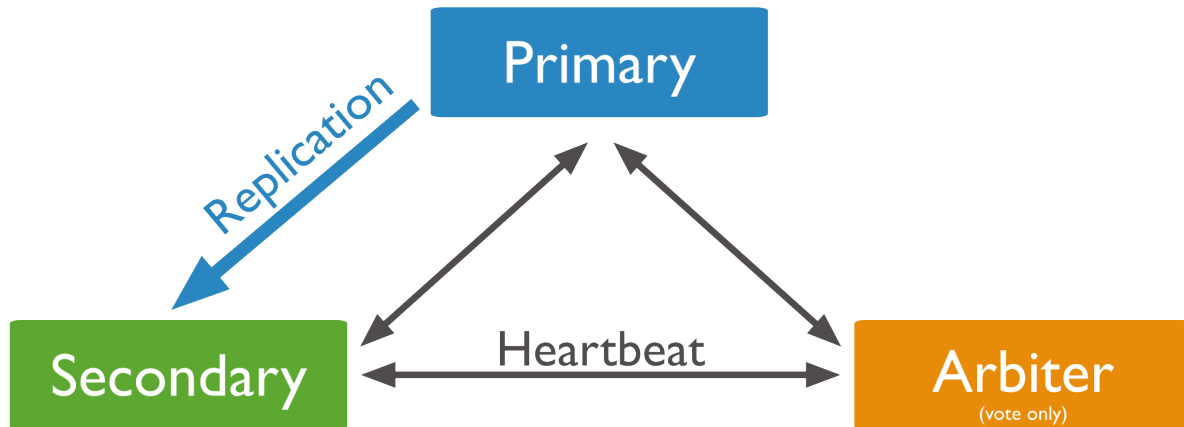 Primary
Replication
Heartbeat
Secondary
Arbiter
(vote only)